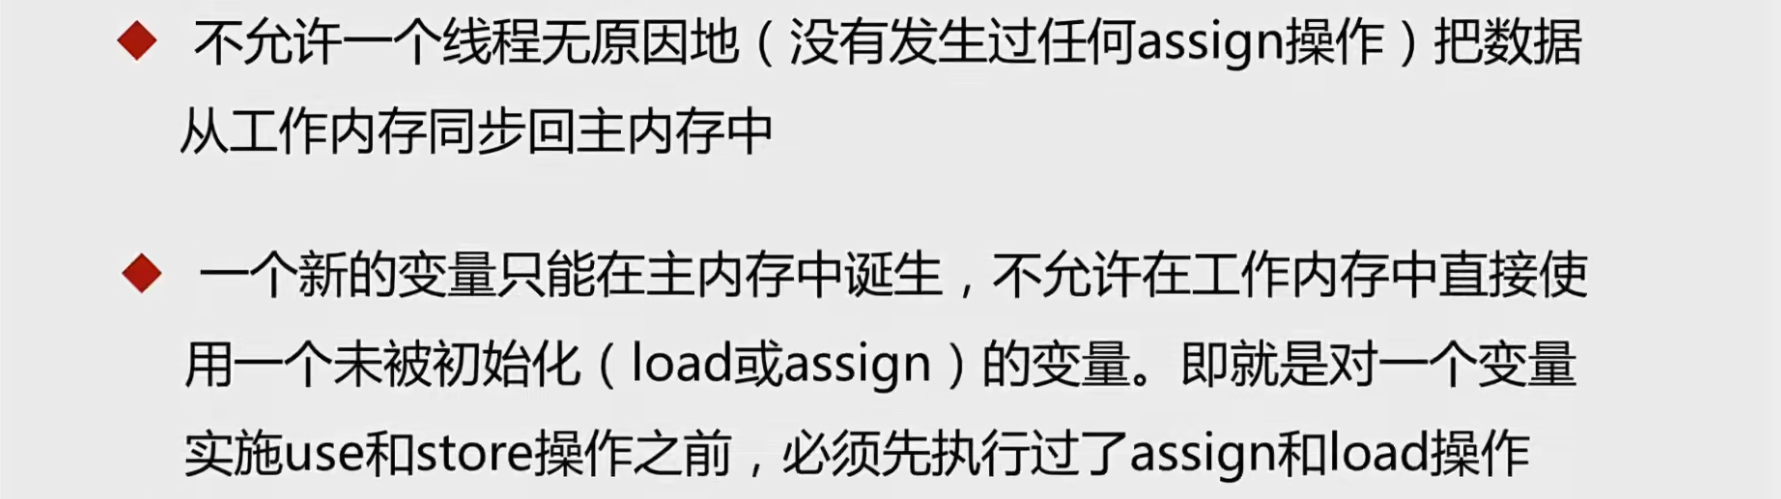 不允许一个线程无原因地（没有发生过任何assign操作）把数据
从工作内存同步回主内存中
一个新的变量只能在主内存中诞生，不允许在工作内存中直接使
用一个未被初始化（load或assign）的变量。即就是对一个变量
实施use和store操作之前，必须先执行过了assign和load操作